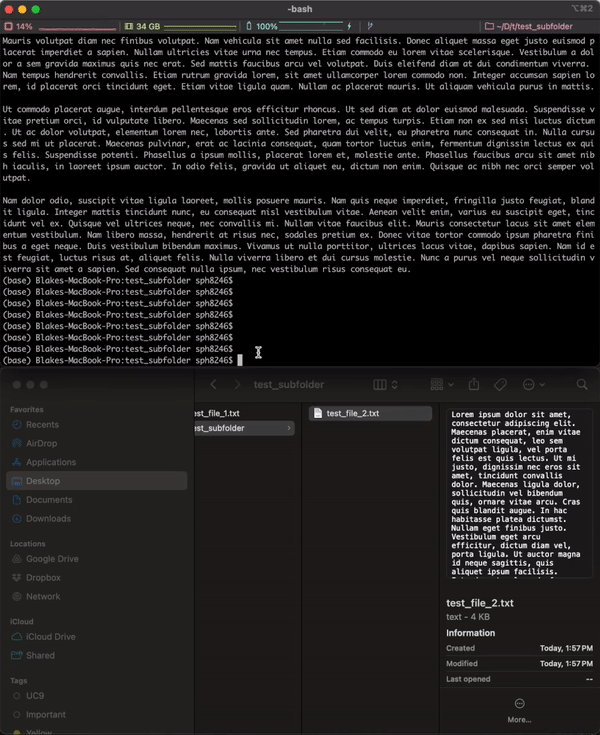 -bash
⌥⌘2
14%
34 GB
100%
~/D/t/test_subfolder
Mauris volutpat diam nec finibus volutpat. Nam vehicula sit amet nulla sed facilisis. Donec aliquet massa eget justo euismod p
lacerat imperdiet a sapien. Nullam ultricies vitae urna nec tempus. Etiam commodo eu lorem vitae scelerisque. Vestibulum a dol
or a sem gravida maximus quis nec erat. Sed mattis faucibus arcu vel volutpat. Duis eleifend diam at dui condimentum viverra.
Nam tempus hendrerit convallis. Etiam rutrum gravida lorem, sit amet ullamcorper lorem commodo non. Integer accumsan sapien lo
rem, id placerat orci tincidunt eget. Etiam vitae ligula quam. Nullam ac placerat mauris. Ut aliquam vehicula purus in mattis.
Ut commodo placerat augue, interdum pellentesque eros efficitur rhoncus. Ut sed diam at dolor euismod malesuada. Suspendisse v
itae pretium orci, id vulputate libero. Maecenas sed sollicitudin lorem, ac tempus turpis. Etiam non ex sed nisi luctus dictum
. Ut ac dolor volutpat, elementum lorem nec, lobortis ante. Sed pharetra dui velit, eu pharetra nunc consequat in. Nulla cursu
s sed mi ut placerat. Maecenas pulvinar, erat ac lacinia consequat, quam tortor luctus enim, fermentum dignissim lectus ex qui
s felis. Suspendisse potenti. Phasellus a ipsum mollis, placerat lorem et, molestie ante. Phasellus faucibus arcu sit amet nib
h iaculis, in laoreet ipsum auctor. In odio felis, gravida ut aliquet eu, dictum non enim. Quisque ac nibh nec orci semper vol
utpat.
Nam dolor odio, suscipit vitae ligula laoreet, mollis posuere mauris. Nam quis neque imperdiet, fringilla justo feugiat, bland
it ligula. Integer mattis tincidunt nunc, eu consequat nisl vestibulum vitae. Aenean velit enim, varius eu suscipit eget, tinc
idunt vel ex. Quisque vel ultrices neque, nec convallis mi. Nullam vitae faucibus elit. Mauris consectetur lacus sit amet elem
entum vestibulum. Nam libero massa, hendrerit at risus nec, sodales pretium ex. Donec vitae tortor commodo ipsum pharetra fini
bus a eget neque. Duis vestibulum bibendum maximus. Vivamus ut nulla porttitor, ultrices lacus vitae, dapibus sapien. Nam id e
st feugiat, luctus risus at, aliquet felis. Nulla viverra libero et dui cursus molestie. Nunc a purus vel neque sollicitudin v
iverra sit amet a sapien. Sed consequat nulla ipsum, nec vestibulum risus consequat eu.
(base) Blakes-MacBook-Pro:test_subfolder sph8246$
(base) Blakes-MacBook-Pro:test_subfolder sph8246$
(base) Blakes-MacBook-Pro:test_subfolder sph8246$
(base) Blakes-MacBook-Pro:test_subfolder sph8246$
(base) Blakes-MacBook-Pro:test_subfolder sph8246$
(base) Blakes-MacBook-Pro:test_subfolder sph8246$
(base) Blakes-MacBook-Pro:test_subfolder sph8246$
test_subfolder
Favorites
Recents
AirDrop
Applications
Desktop
Documents
Downloads
Locations
Google Drive
Dropbox
Network
iCloud
iCloud Drive
Shared
Tags
UC9
Important
Yellow
est_file_1.txt
est_subfolder
test_file_2.txt
Lorem ipsum dolor sit amet,
consectetur adipiscing elit.
Maecenas placerat, enim vitae
dictum consequat, leo sem
volutpat ligula, vel porta
felis est quis lectus. Ut mi
justo, dignissim nec eros sit
amet, tincidunt convallis
dolor. Maecenas ligula dolor,
sollicitudin vel bibendum
quis, ornare vitae arcu. Cras
quis blandit augue. In hac
habitasse platea dictumst.
Nullam eget finibus justo.
Vestibulum eget arcu
efficitur, dictum diam vel,
porta ligula. Ut auctor magna
id neque sagittis, quis
aliquet ipsum facilisis.
test_file_2.txt
text - 4 KB
Information
Created Today, 1:57 PM
Modified Today, 1:57 PM
Last opened --
More...